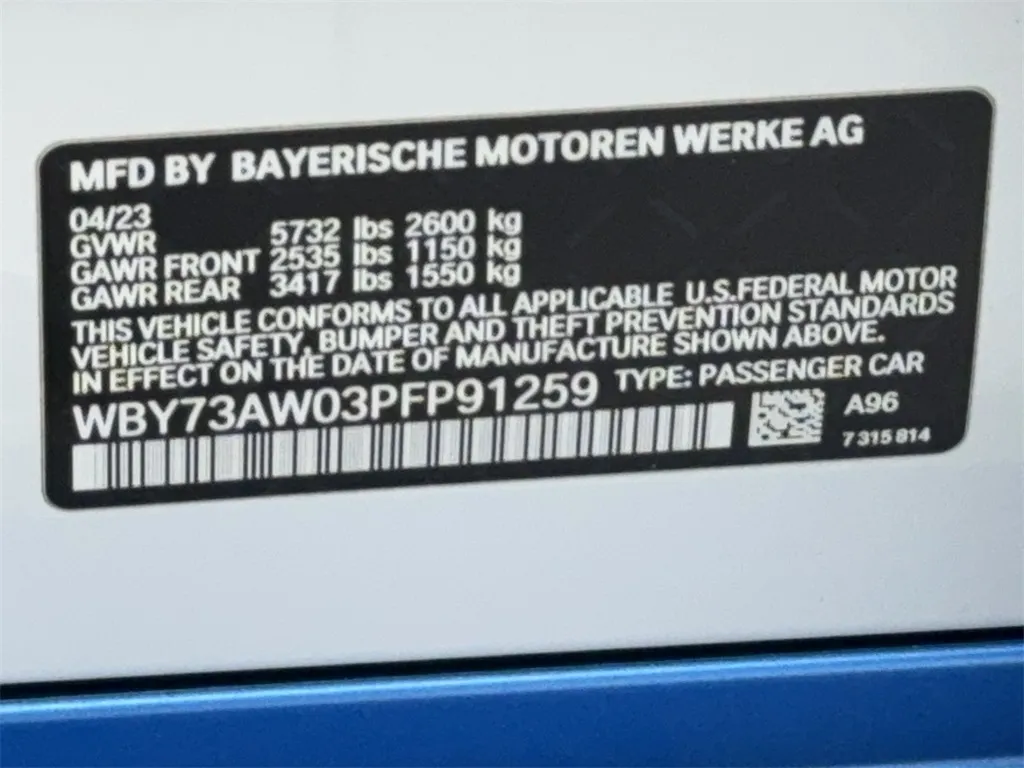 MFD BY BAYERISCHE MOTOREN WERKE AG
04/23
GVWR 5732 lbs 2600 kg
GAWR FRONT 2535 lbs 1150 kg
GAWR REAR 3417 lbs 1550 kg
THIS VEHICLE CONFORMS TO ALL APPLICABLE U.S.FEDERAL MOTOR
VEHICLE SAFETY, BUMPER AND THEFT PREVENTION STANDARDS
IN EFFECT ON THE DATE OF MANUFACTURE SHOWN ABOVE.
WBY73AW03PFP91259 TYPE: PASSENGER CAR
A96
7 315 814